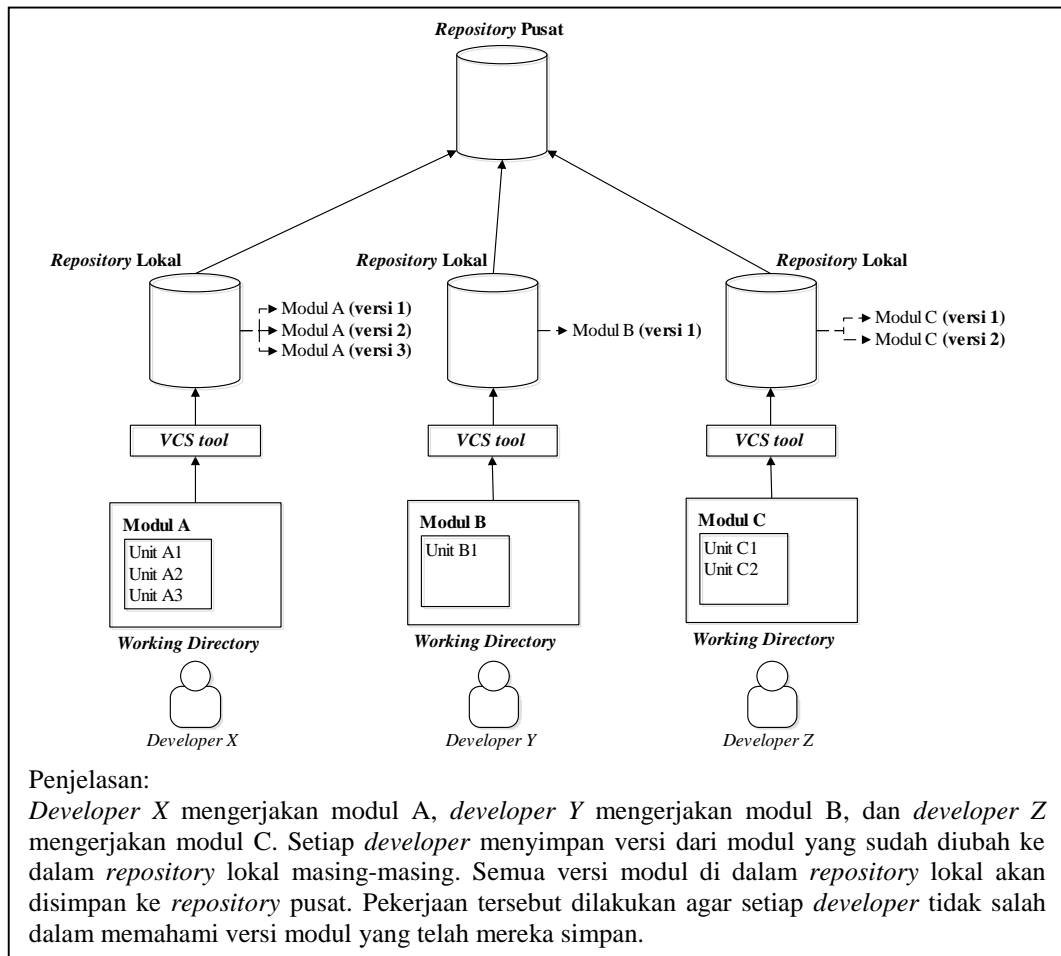 Repository Pusat
Repository Lokal
Repository Lokal
Repository Lokal
Modul A (versi 1)
Modul A (versi 2)
Modul A (versi 3)
Modul B (versi 1)
Modul C (versi 1)
Modul C (versi 2)
VCS tool
VCS tool
VCS tool
Modul A
Unit A1
Unit A2
Unit A3
Modul B
Unit B1
Modul C
Unit C1
Unit C2
Working Directory
Working Directory
Working Directory
Developer X
Developer Y
Developer Z
Penjelasan:
Developer X mengerjakan modul A, developer Y mengerjakan modul B, dan developer Z
mengerjakan modul C. Setiap developer menyimpan versi dari modul yang sudah diubah ke
dalam repository lokal masing-masing. Semua versi modul di dalam repository lokal akan
disimpan ke repository pusat. Pekerjaan tersebut dilakukan agar setiap developer tidak salah
dalam memahami versi modul yang telah mereka simpan.